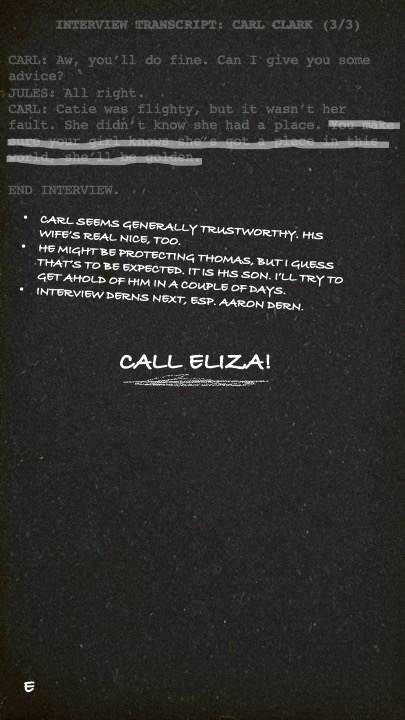 INTERVIEW TRANSCRIPT: CARL CLARK (3/3)
CARL: Aw, you'll do fine. Can I give you some
advice?
JULES: All right.
CARL: Catie was flighty, but it wasn't her
fault. She didn't know she had a place. You make
sure your girl knows she's got a place in this
world, she'll be golden.
END INTERVIEW.
• CARL SEEMS GENERALLY TRUSTWORTHY. HIS
WIFE'S REAL NICE, TOO.
• HE MIGHT BE PROTECTING THOMAS, BUT I GUESS
THAT'S TO BE EXPECTED. IT IS HIS SON. I'LL TRY TO
GET AHOLD OF HIM IN A COUPLE OF DAYS.
• INTERVIEW DERNS NEXT, ESP. AARON DERN.
CALL ELIZA!
E